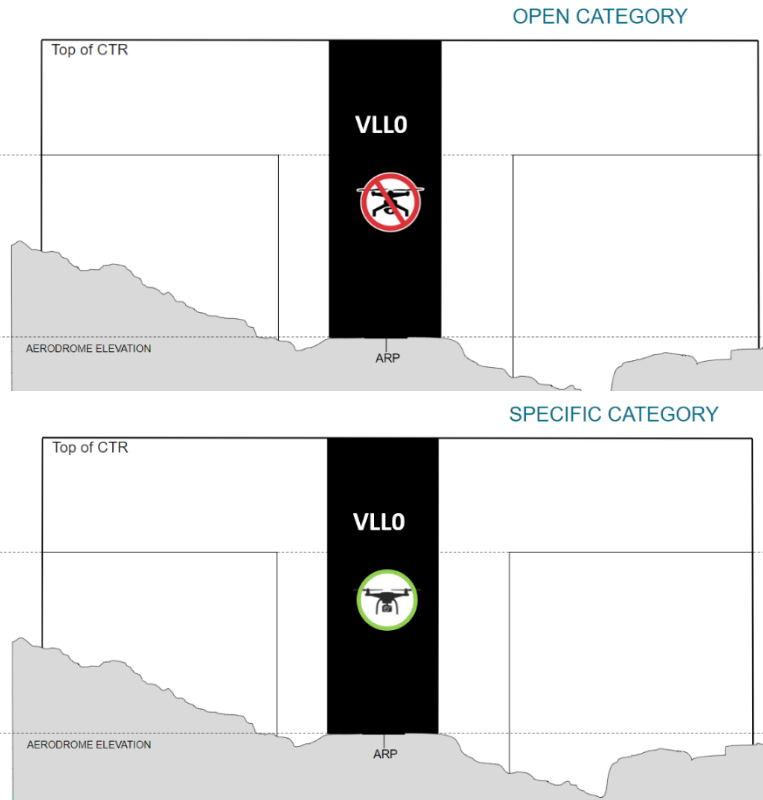 OPEN CATEGORY
Top of CTR
VLL0
AERODROME ELEVATION
ARP
SPECIFIC CATEGORY
Top of CTR
VLL0
AERODROME ELEVATION
ARP